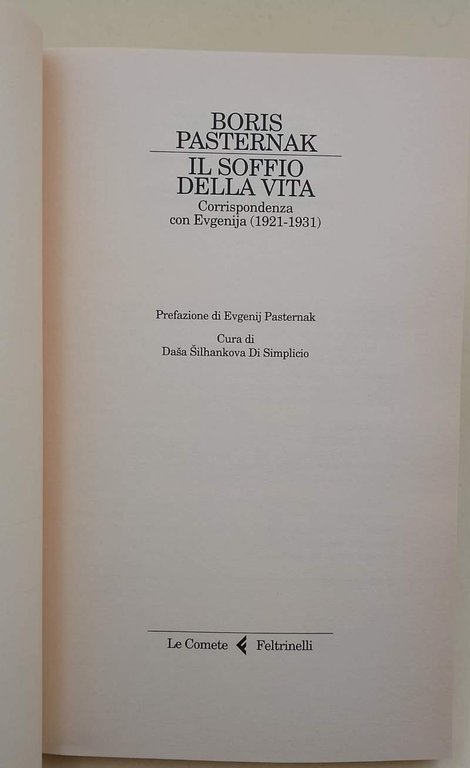 BORIS
PASTERNAK
IL SOFFIO
DELLA VITA
Corrispondenza
con Evgenija (1921-1931)
Prefazione di Evgenij Pasternak
Cura di
Daša Šilhankova Di Simplicio
Le Comete Feltrinelli